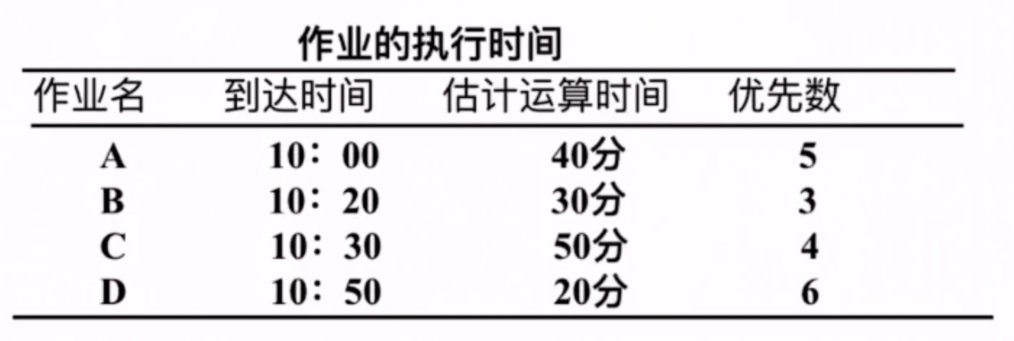 作业的执行时间
作业名 到达时间 估计运算时间 优先数
A 10：00 40分 5
B 10：20 30分 3
C 10：30 50分 4
D 10：50 20分 6